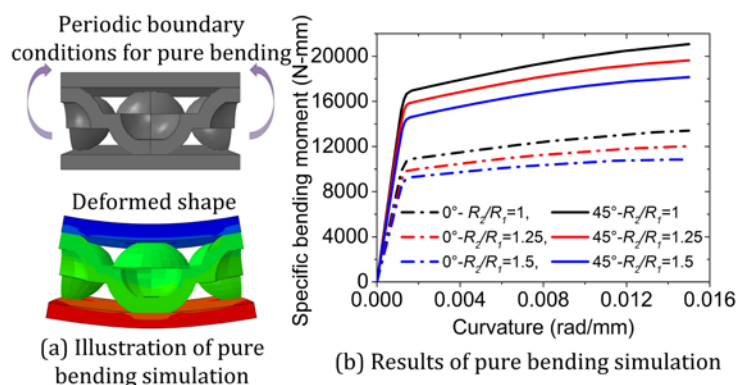 Periodic boundary
conditions for pure bending
Deformed shape
(a) Illustration of pure
bending simulation
Specific bending moment (N-mm)
20000
16000
12000
8000
4000
0
0.000 0.004 0.008 0.012 0.016
Curvature (rad/mm)
0°- R₂/R₁=1, 45°-R₂/R₁=1
0°-R₂/R₁=1.25, 45°-R₂/R₁=1.25
0°-R₂/R₁=1.5, 45°-R₂/R₁=1.5
(b) Results of pure bending simulation